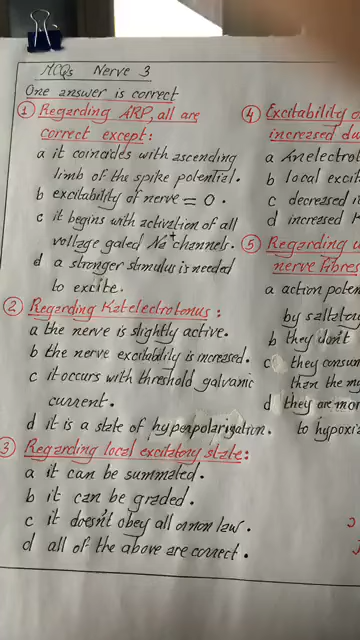 MCQs Nerve 3
One answer is correct
① Regarding ARP, all are
correct except:
a it coincides with ascending
limb of the spike potential.
b excitability of nerve = 0.
c it begins with activation of all
voltage gated Na+ channels.
d a stronger stimulus is needed
to excite.
② Regarding Katelectrotonus:
a the nerve is slightly active.
b the nerve excitability is increased.
c it occurs with threshold galvanic
current.
d it is a state of hyperpolarization.
③ Regarding local excitatory state:
a it can be summated.
b it can be graded.
c it doesn't obey all or non law.
d all of the above are correct.
④ Excitability o
increased du
a Anelectrot
b local excit
c decreased
d increased
⑤ Regarding
nerve fibres
a action poten
by saltato
b they don't
c they consum
than the my
d they are mor
to hypoxia